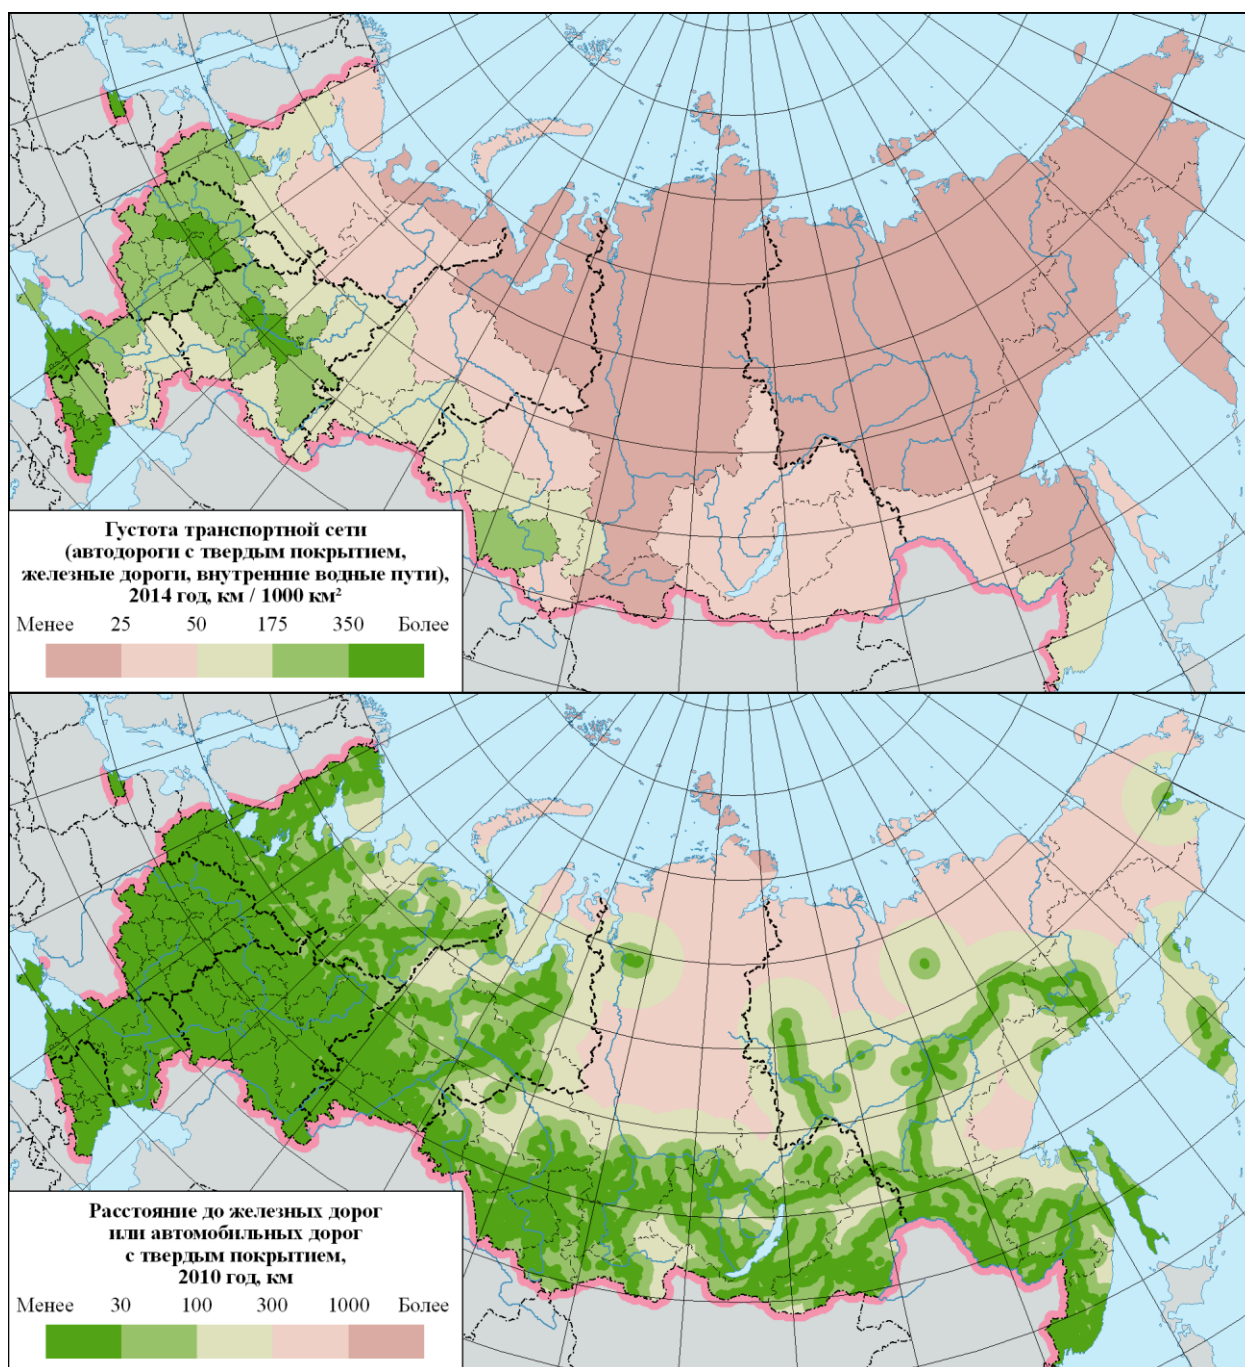 Густота транспортной сети
(автодороги с твердым покрытием,
железные дороги, внутренние водные пути),
2014 год, км / 1000 км²
Менее 25 50 175 350 Более
Расстояние до железных дорог
или автомобильных дорог
с твердым покрытием,
2010 год, км
Менее 30 100 300 1000 Более